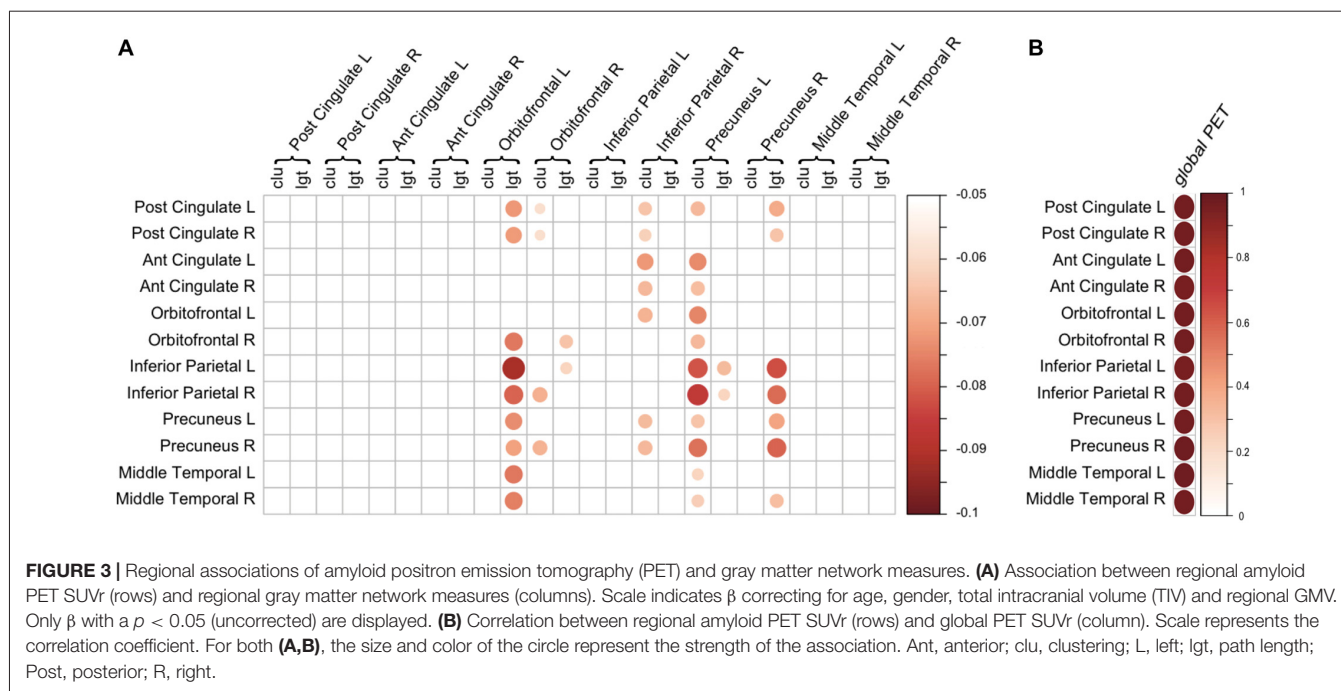 A
B
Post Cingulate L
Post Cingulate R
Ant Cingulate L
Ant Cingulate R
Orbitofrontal L
Orbitofrontal R
Inferior Parietal L
Inferior Parietal R
Precuneus L
Precuneus R
Middle Temporal L
Middle Temporal R
global PET
clu lgt clu lgt clu lgt clu lgt clu lgt clu lgt clu lgt clu lgt clu lgt clu lgt clu lgt clu lgt
Post Cingulate L
Post Cingulate R
Ant Cingulate L
Ant Cingulate R
Orbitofrontal L
Orbitofrontal R
Inferior Parietal L
Inferior Parietal R
Precuneus L
Precuneus R
Middle Temporal L
Middle Temporal R
-0.05
-0.06
-0.07
-0.08
-0.09
-0.1
Post Cingulate L
Post Cingulate R
Ant Cingulate L
Ant Cingulate R
Orbitofrontal L
Orbitofrontal R
Inferior Parietal L
Inferior Parietal R
Precuneus L
Precuneus R
Middle Temporal L
Middle Temporal R
1
0.8
0.6
0.4
0.2
0
FIGURE 3 | Regional associations of amyloid positron emission tomography (PET) and gray matter network measures. (A) Association between regional amyloid
PET SUVr (rows) and regional gray matter network measures (columns). Scale indicates β correcting for age, gender, total intracranial volume (TIV) and regional GMV.
Only β with a p < 0.05 (uncorrected) are displayed. (B) Correlation between regional amyloid PET SUVr (rows) and global PET SUVr (column). Scale represents the
correlation coefficient. For both (A,B), the size and color of the circle represent the strength of the association. Ant, anterior; clu, clustering; L, left; lgt, path length;
Post, posterior; R, right.